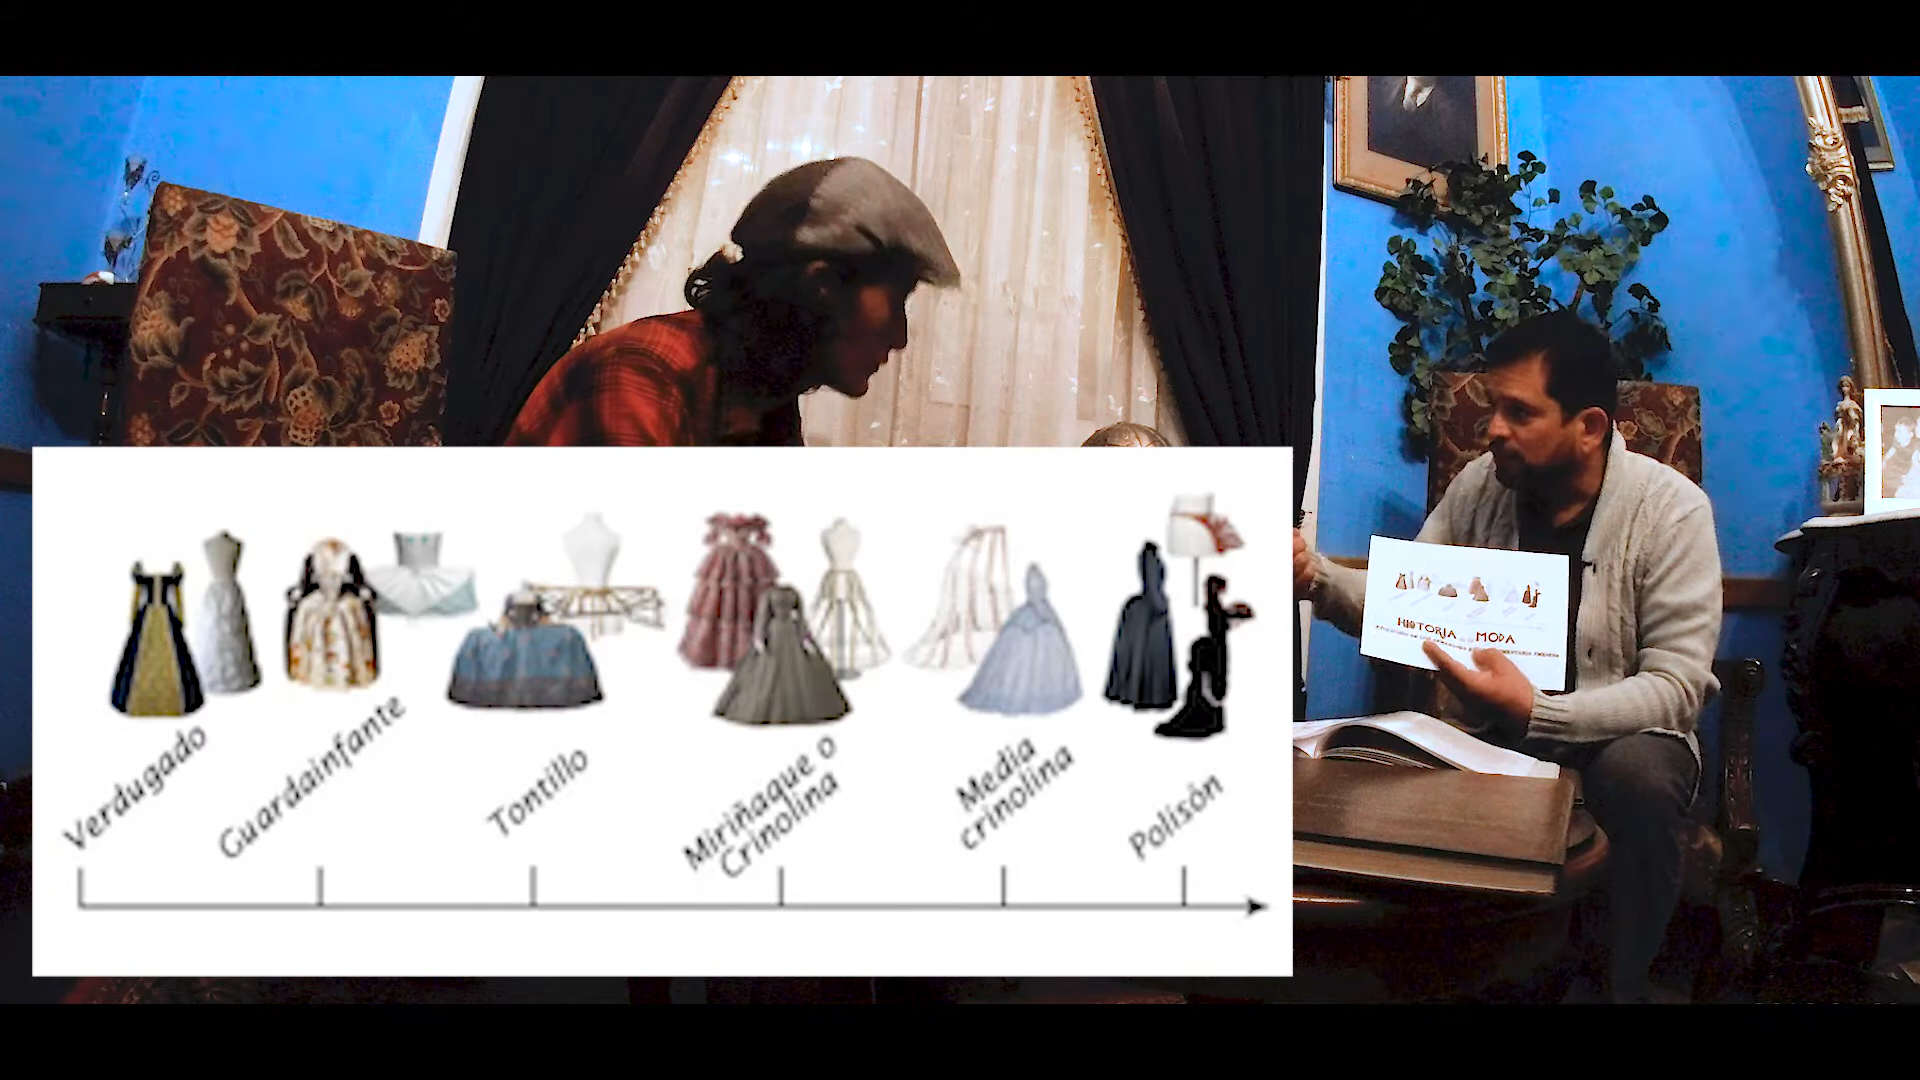 Verdugado
Guardainfante
Tontillo
Miriñaque o
Crinolina
Media
crinolina
Polisón
HISTORIA
MODA